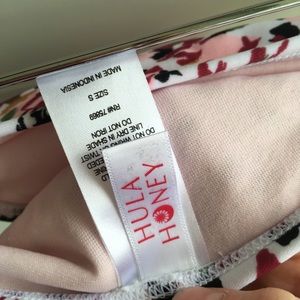 HULA
HONEY
MADE IN INDONESIA
SIZE S
RN# 75969
DO NOT IRON
LINE DRY IN SHADE
DO NOT WRING OR TWIST